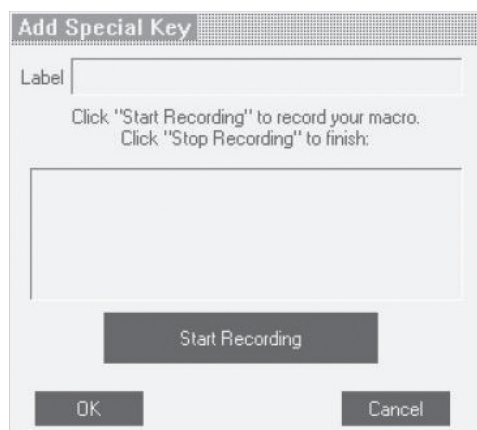 Add Special Key
Label
Click "Start Recording" to record your macro.
Click "Stop Recording" to finish:
Start Recording
OK Cancel